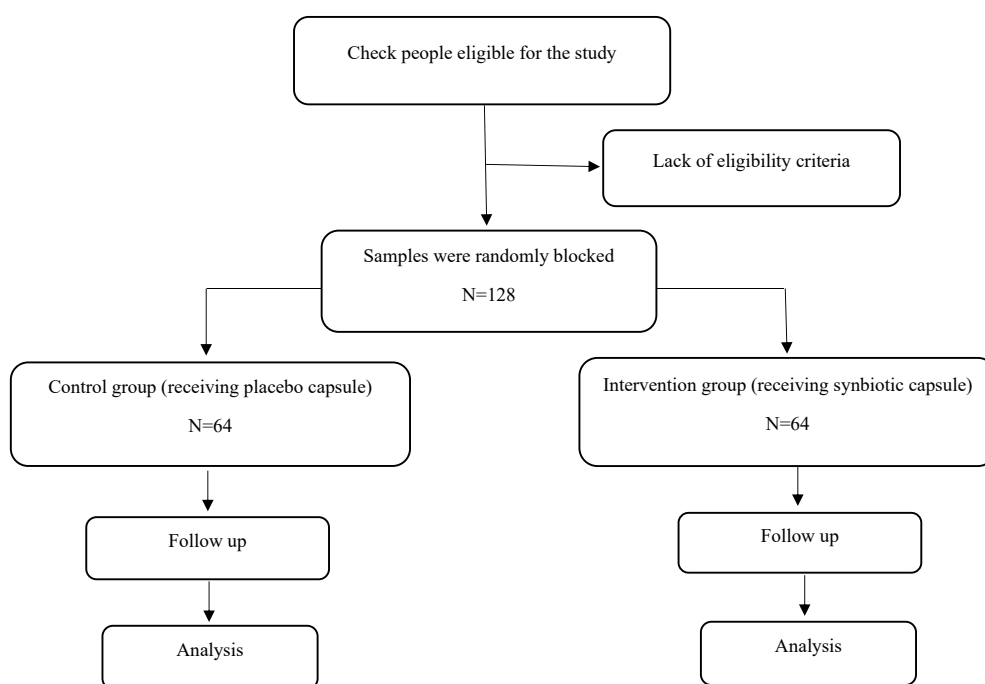 Check people eligible for the study
Lack of eligibility criteria
Samples were randomly blocked
N=128
Control group (receiving placebo capsule)
N=64
Intervention group (receiving synbiotic capsule)
N=64
Follow up
Follow up
Analysis
Analysis